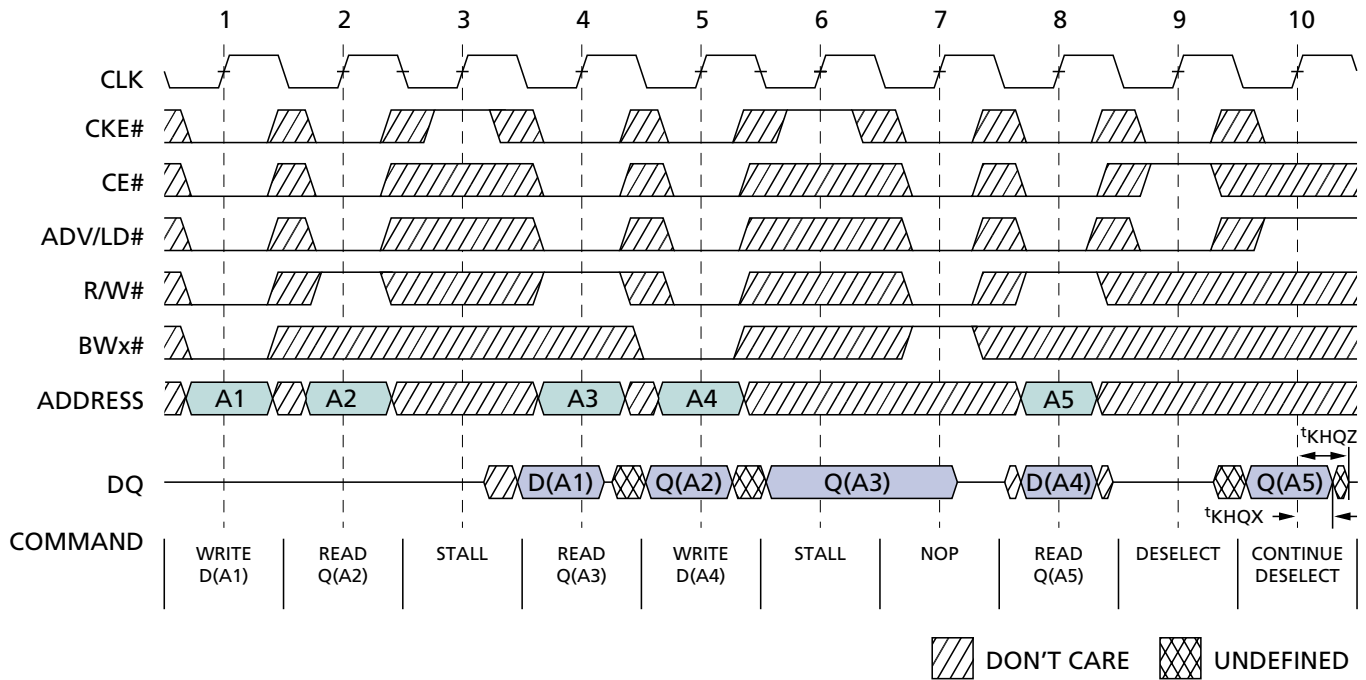 1 2 3 4 5 6 7 8 9 10
CLK
CKE#
CE#
ADV/LD#
R/W#
BWx#
ADDRESS A1 A2 A3 A4 A5
tKHQZ
DQ D(A1) Q(A2) Q(A3) D(A4) Q(A5)
tKHQX
COMMAND
WRITE READ STALL READ WRITE STALL NOP READ DESELECT CONTINUE
D(A1) Q(A2) Q(A3) D(A4) Q(A5) DESELECT
DON'T CARE UNDEFINED